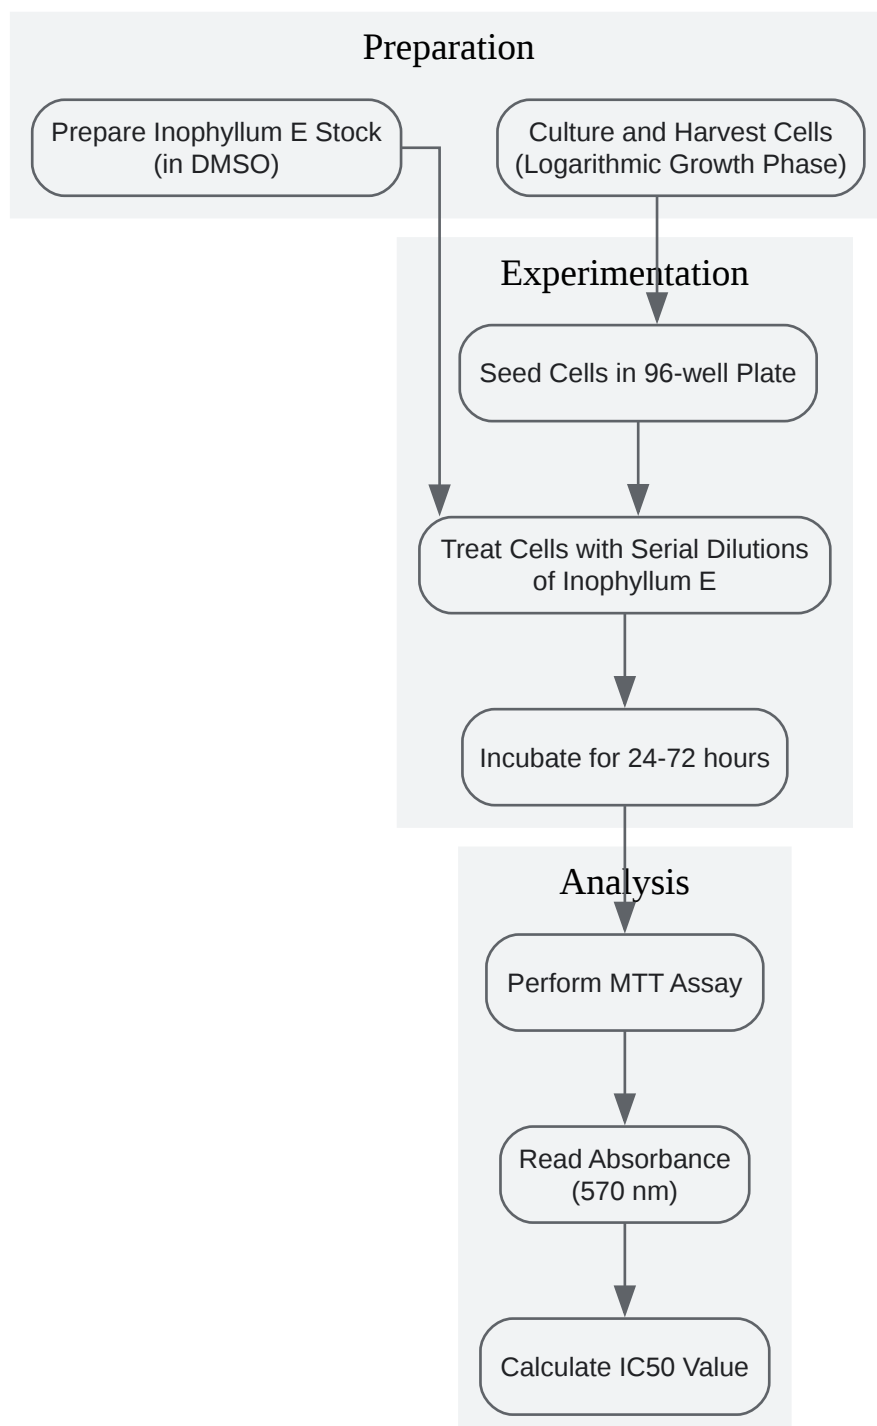 Preparation
Prepare Inophyllum E Stock
(in DMSO)
Culture and Harvest Cells
(Logarithmic Growth Phase)
Experimentation
Seed Cells in 96-well Plate
Treat Cells with Serial Dilutions
of Inophyllum E
Incubate for 24-72 hours
Analysis
Perform MTT Assay
Read Absorbance
(570 nm)
Calculate IC50 Value